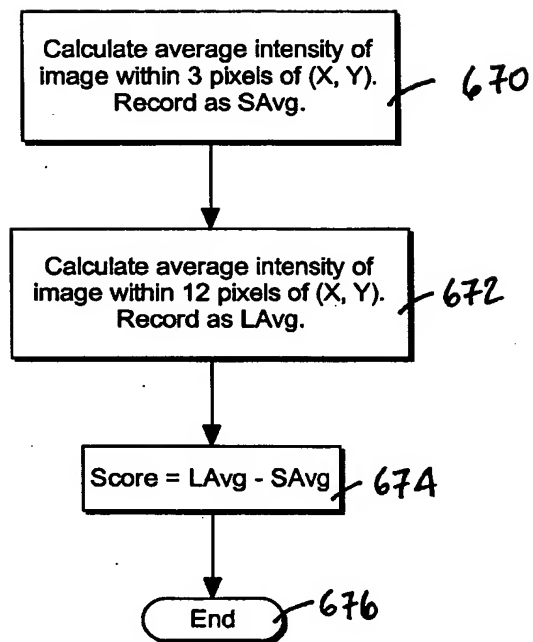 Calculate average intensity of
image within 3 pixels of (X, Y).
Record as SAvg.
670
Calculate average intensity of
image within 12 pixels of (X, Y).
Record as LAvg.
672
Score = LAvg - SAvg
674
End
676